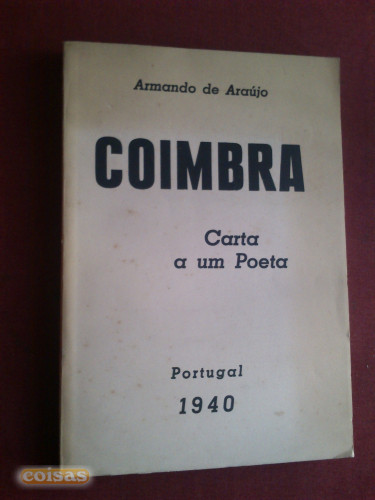 Armando de Araújo
COIMBRA
Carta
a um Poeta
Portugal
1940
coisas